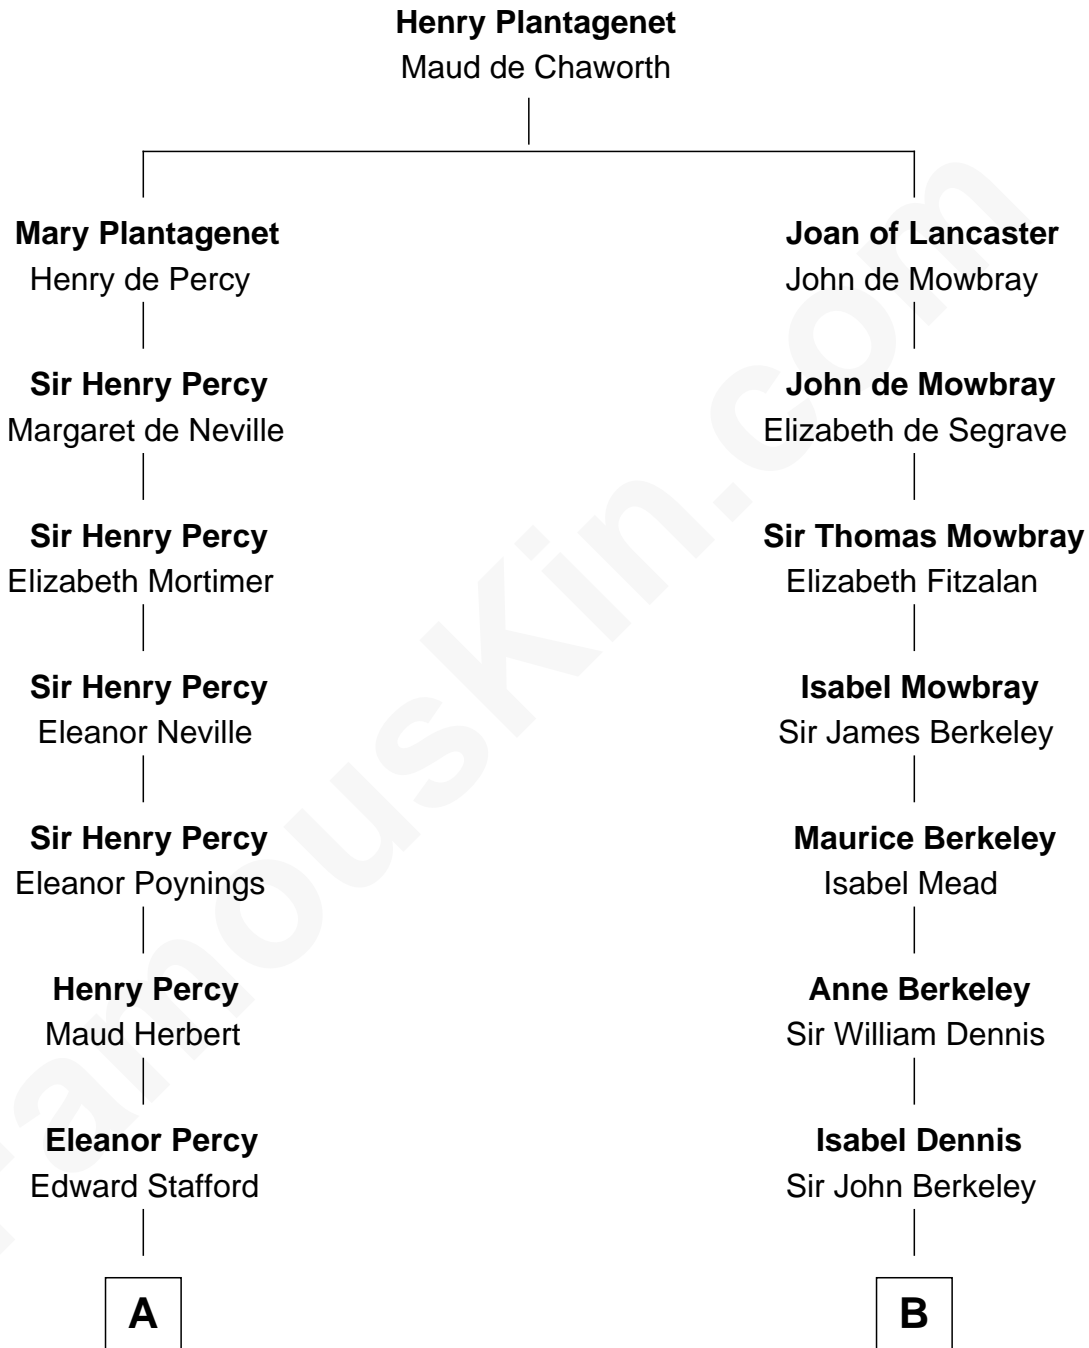 Henry Plantagenet
Maud de Chaworth
Mary Plantagenet
Henry de Percy
Sir Henry Percy
Margaret de Neville
Sir Henry Percy
Elizabeth Mortimer
Sir Henry Percy
Eleanor Neville
Sir Henry Percy
Eleanor Poynings
Henry Percy
Maud Herbert
Eleanor Percy
Edward Stafford
A
Joan of Lancaster
John de Mowbray
John de Mowbray
Elizabeth de Segrave
Sir Thomas Mowbray
Elizabeth Fitzalan
Isabel Mowbray
Sir James Berkeley
Maurice Berkeley
Isabel Mead
Anne Berkeley
Sir William Dennis
Isabel Dennis
Sir John Berkeley
B
FamousKin.com